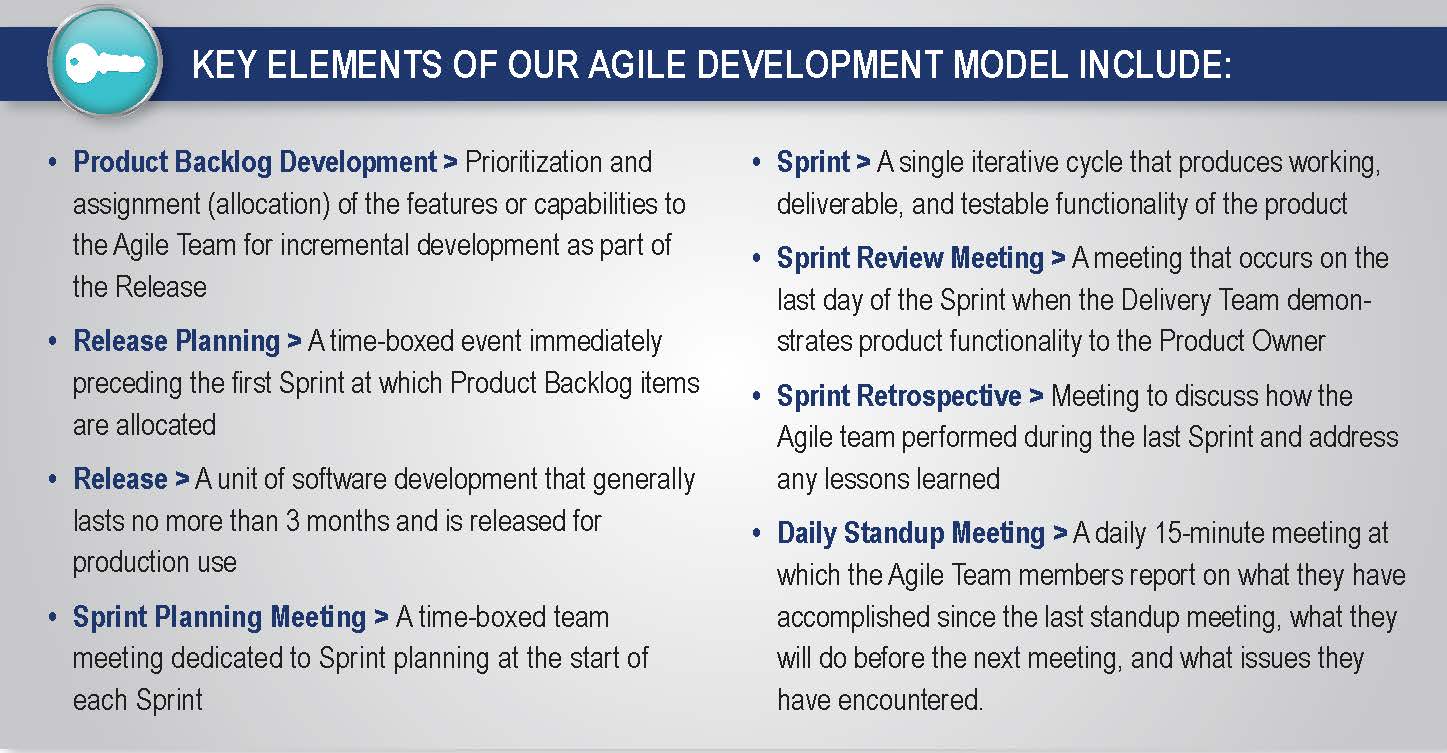 KEY ELEMENTS OF OUR AGILE DEVELOPMENT MODEL INCLUDE:
• Product Backlog Development > Prioritization and
assignment (allocation) of the features or capabilities to
the Agile Team for incremental development as part of
the Release
• Release Planning > A time-boxed event immediately
preceding the first Sprint at which Product Backlog items
are allocated
• Release > A unit of software development that generally
lasts no more than 3 months and is released for
production use
• Sprint Planning Meeting > A time-boxed team
meeting dedicated to Sprint planning at the start of
each Sprint
• Sprint > A single iterative cycle that produces working,
deliverable, and testable functionality of the product
• Sprint Review Meeting > A meeting that occurs on the
last day of the Sprint when the Delivery Team demon-
strates product functionality to the Product Owner
• Sprint Retrospective > Meeting to discuss how the
Agile team performed during the last Sprint and address
any lessons learned
• Daily Standup Meeting > A daily 15-minute meeting at
which the Agile Team members report on what they have
accomplished since the last standup meeting, what they
will do before the next meeting, and what issues they
have encountered.